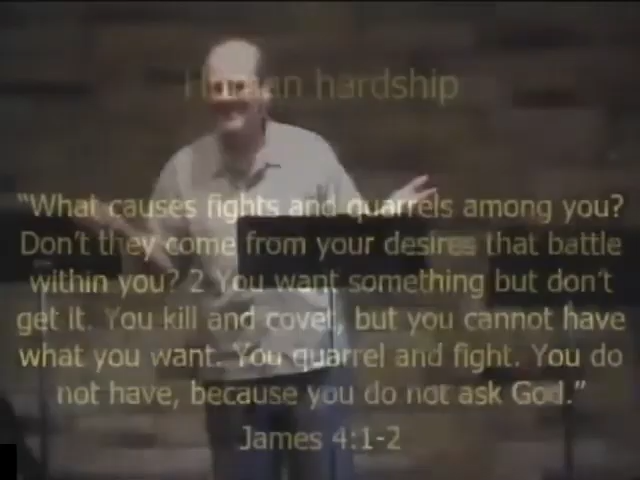 Human hardship
“What causes fights and quarrels among you?
Don't they come from your desires that battle
within you? 2 You want something but don't
get it. You kill and covet, but you cannot have
what you want. You quarrel and fight. You do
not have, because you do not ask God.”
James 4:1-2